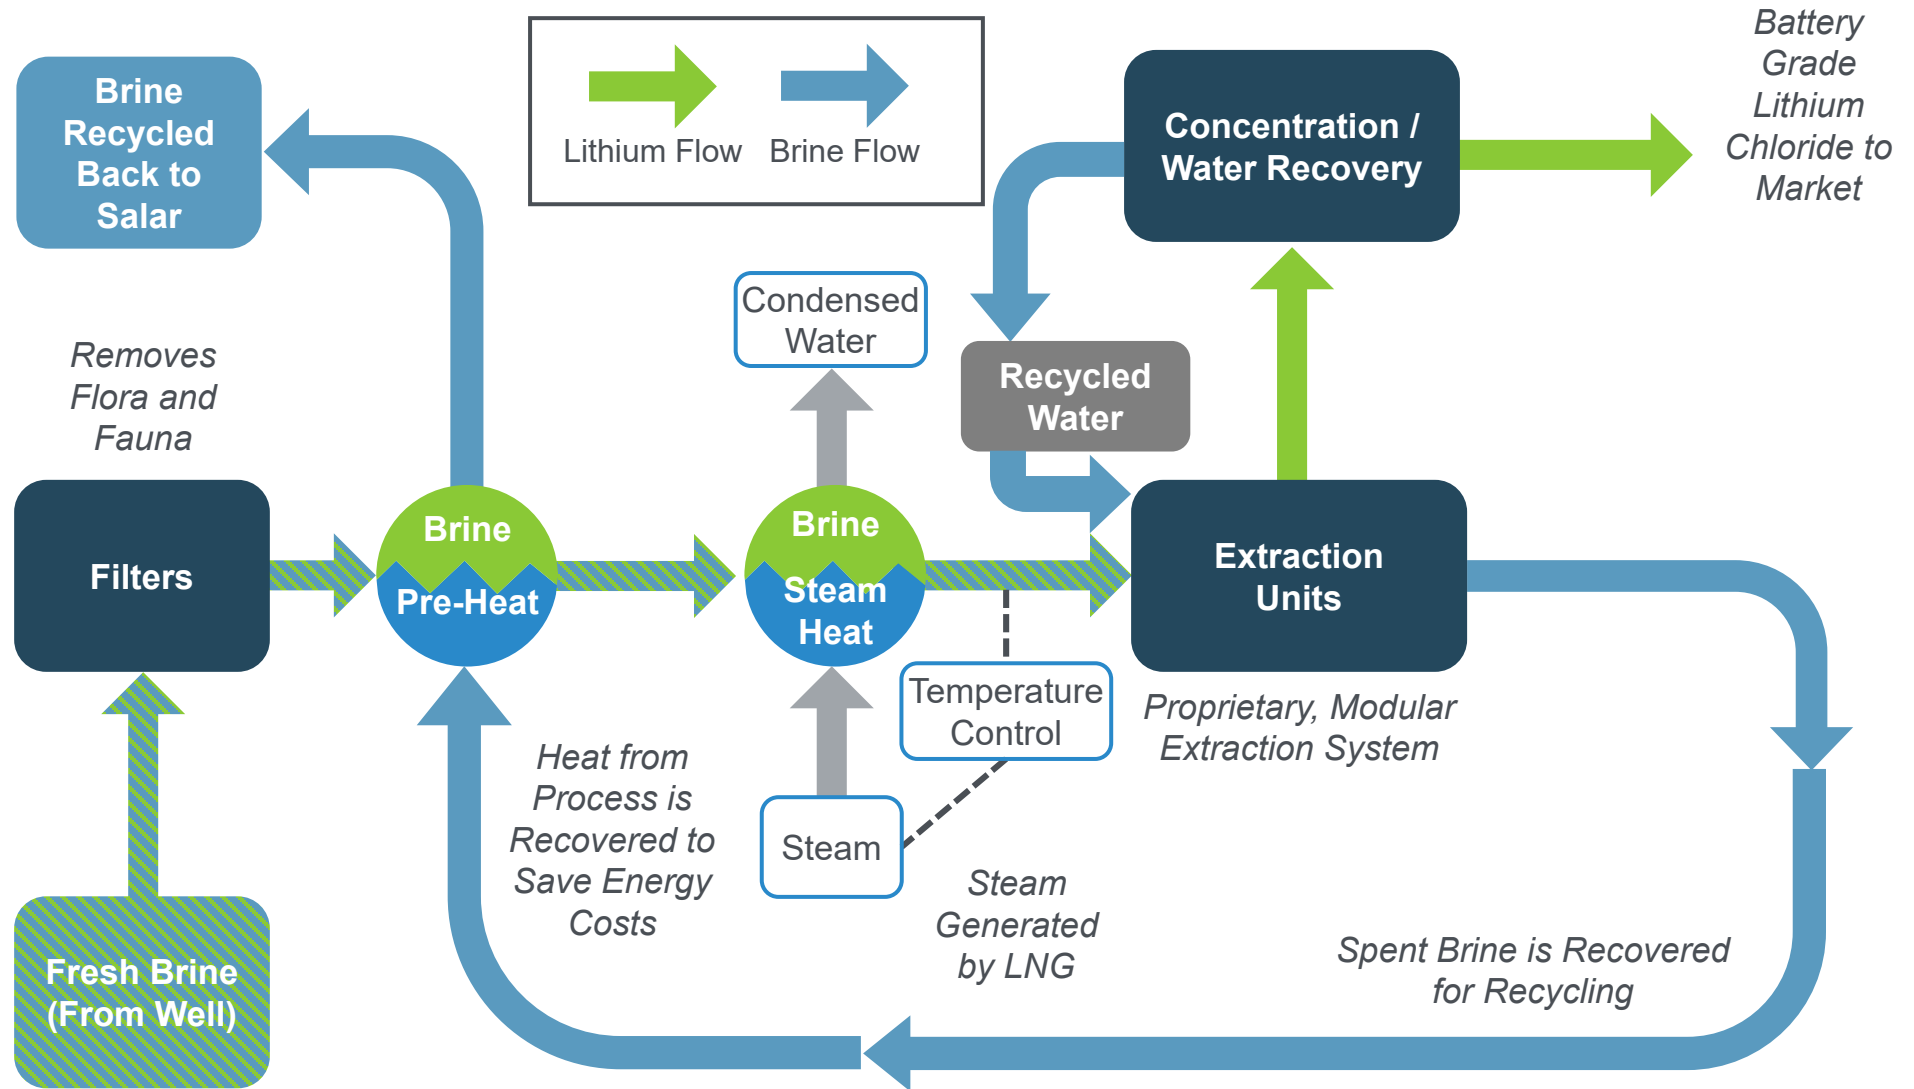 Brine
Recycled
Back to
Salar
Lithium Flow
Brine Flow
Concentration /
Water Recovery
Battery
Grade
Lithium
Chloride to
Market
Condensed
Water
Recycled
Water
Removes
Flora and
Fauna
Filters
Brine
Pre-Heat
Brine
Steam
Heat
Extraction
Units
Temperature
Control
Proprietary, Modular
Extraction System
Heat from
Process is
Recovered to
Save Energy
Costs
Steam
Steam
Generated
by LNG
Spent Brine is Recovered
for Recycling
Fresh Brine
(From Well)